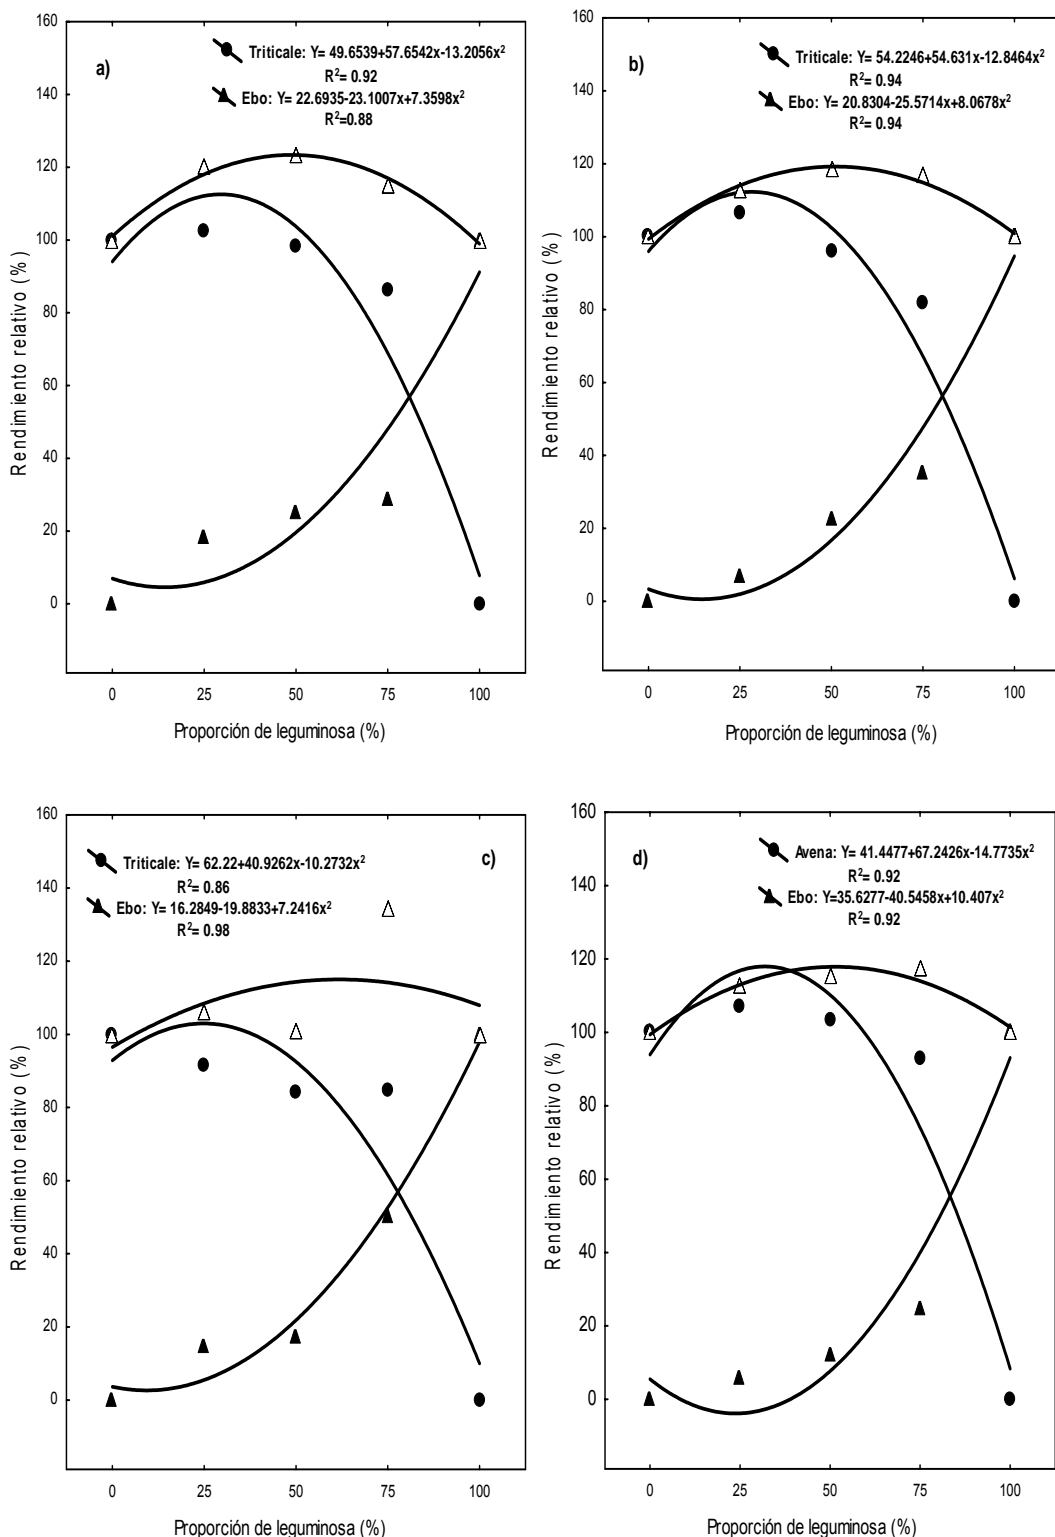 a)
Triticale: Y= 49.6539+57.6542x-13.2056x²
R²= 0.92
Ebo: Y= 22.6935-23.1007x+7.3598x²
R²=0.88
Rendimiento relativo (%)
160
140
120
100
80
60
40
20
0
0 25 50 75 100
Proporción de leguminosa (%)
b)
Triticale: Y= 54.2246+54.631x-12.8464x²
R²= 0.94
Ebo: Y= 20.8304-25.5714x+8.0678x²
R²= 0.94
Rendimiento relativo (%)
160
140
120
100
80
60
40
20
0
0 25 50 75 100
Proporción de leguminosa (%)
c)
Triticale: Y= 62.22+40.9262x-10.2732x²
R²= 0.86
Ebo: Y= 16.2849-19.8833+7.2416x²
R²= 0.98
Rendimiento relativo (%)
160
140
120
100
80
60
40
20
0
0 25 50 75 100
Proporción de leguminosa (%)
d)
Avena: Y= 41.4477+67.2426x-14.7735x²
R²= 0.92
Ebo: Y=35.6277-40.5458x+10.407x²
R²= 0.92
Rendimiento relativo (%)
160
140
120
100
80
60
40
20
0
0 25 50 75 100
Proporción de leguminosa (%)